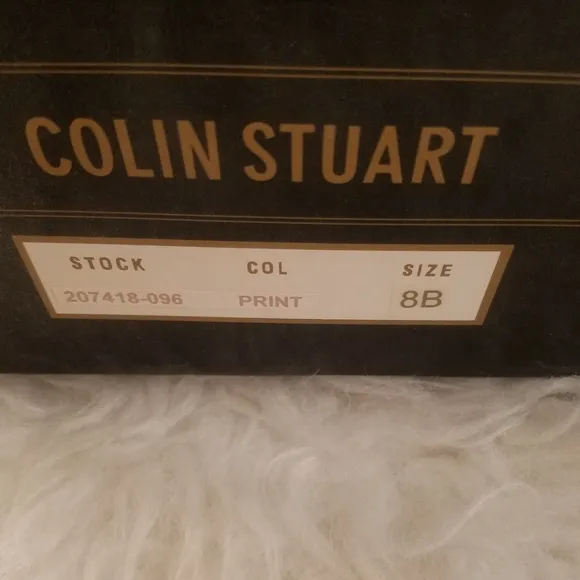 COLIN STUART
STOCK COL SIZE
207418-096 PRINT 8B